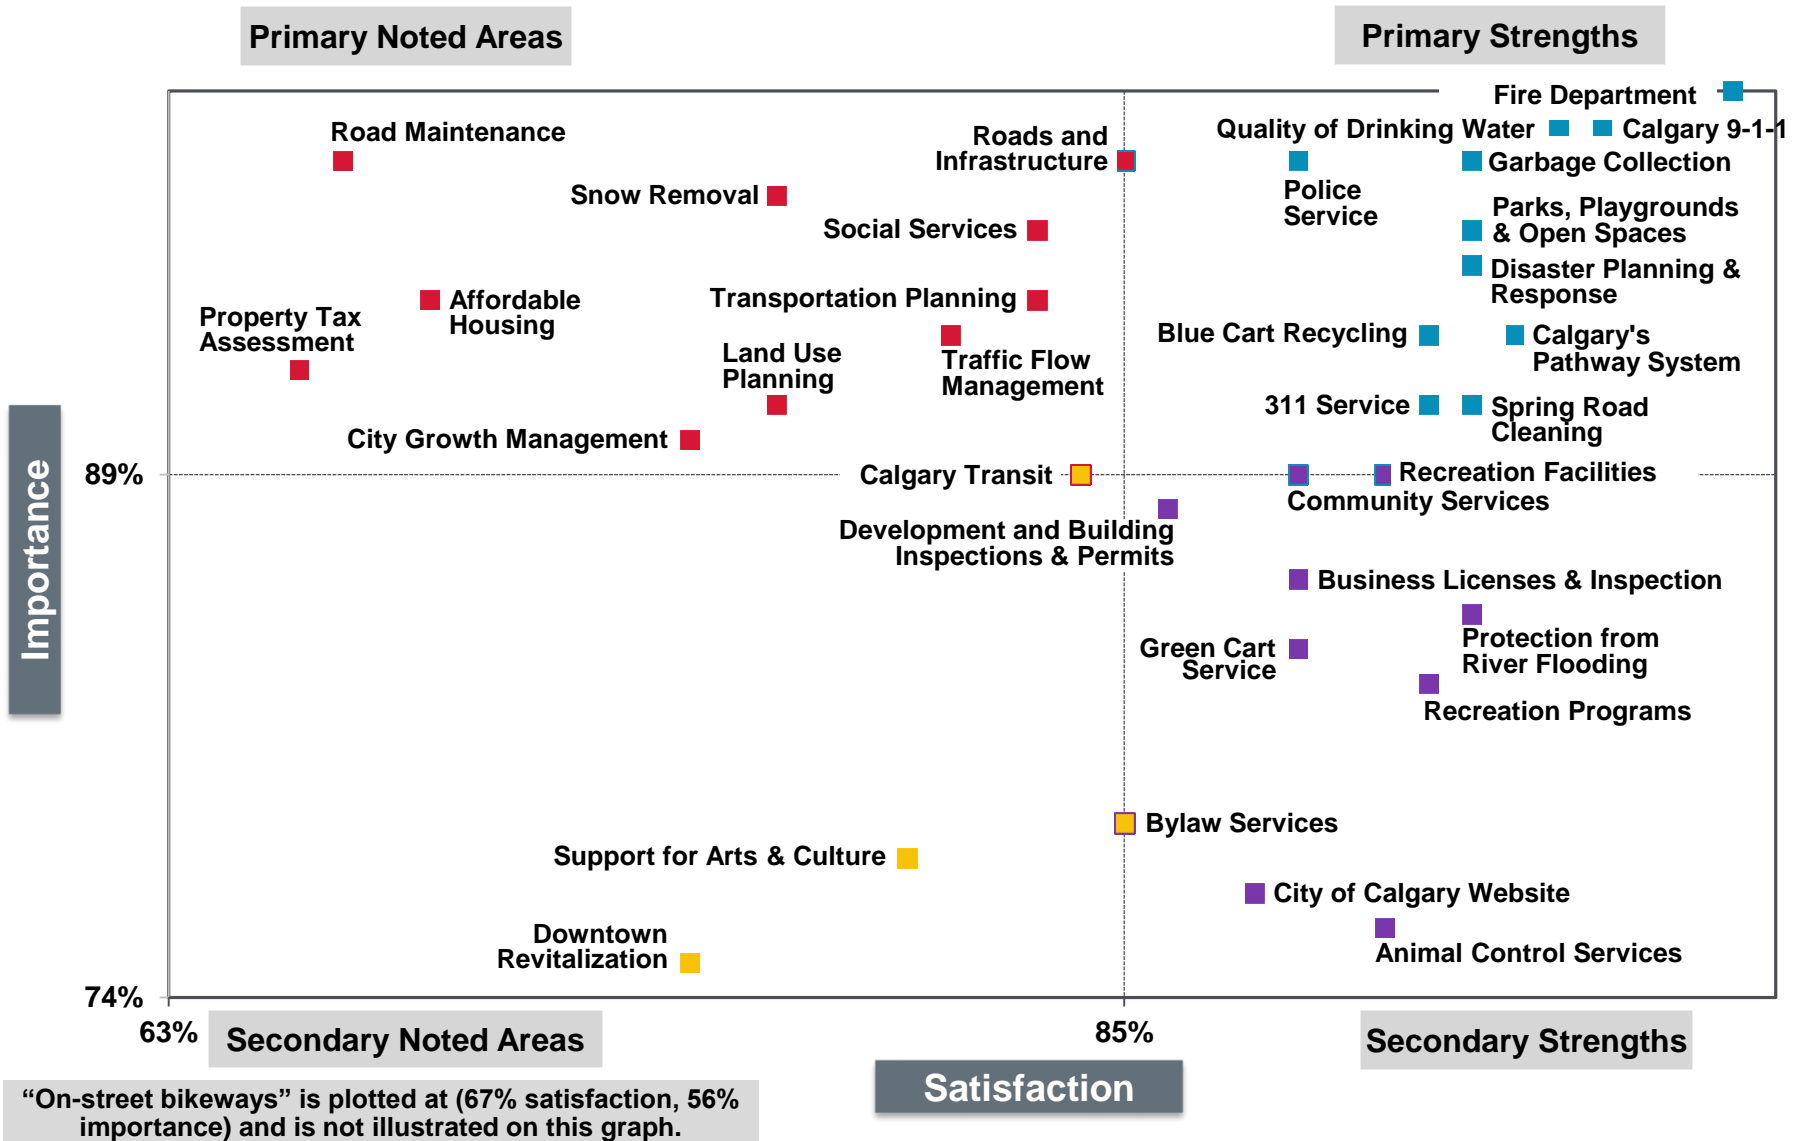 Primary Noted Areas
Primary Strengths
Fire Department
Quality of Drinking Water
Calgary 9-1-1
Road Maintenance
Roads and
Infrastructure
Garbage Collection
Police
Service
Snow Removal
Parks, Playgrounds
& Open Spaces
Social Services
Disaster Planning &
Response
Affordable
Housing
Transportation Planning
Property Tax
Assessment
Blue Cart Recycling
Calgary's
Pathway System
Land Use
Planning
Traffic Flow
Management
311 Service
Spring Road
Cleaning
City Growth Management
Importance
89%
Calgary Transit
Recreation Facilities
Community Services
Development and Building
Inspections & Permits
Business Licenses & Inspection
Protection from
River Flooding
Green Cart
Service
Recreation Programs
Bylaw Services
Support for Arts & Culture
City of Calgary Website
Downtown
Revitalization
Animal Control Services
74%
63%
85%
Secondary Noted Areas
Secondary Strengths
Satisfaction
“On-street bikeways” is plotted at (67% satisfaction, 56%
importance) and is not illustrated on this graph.